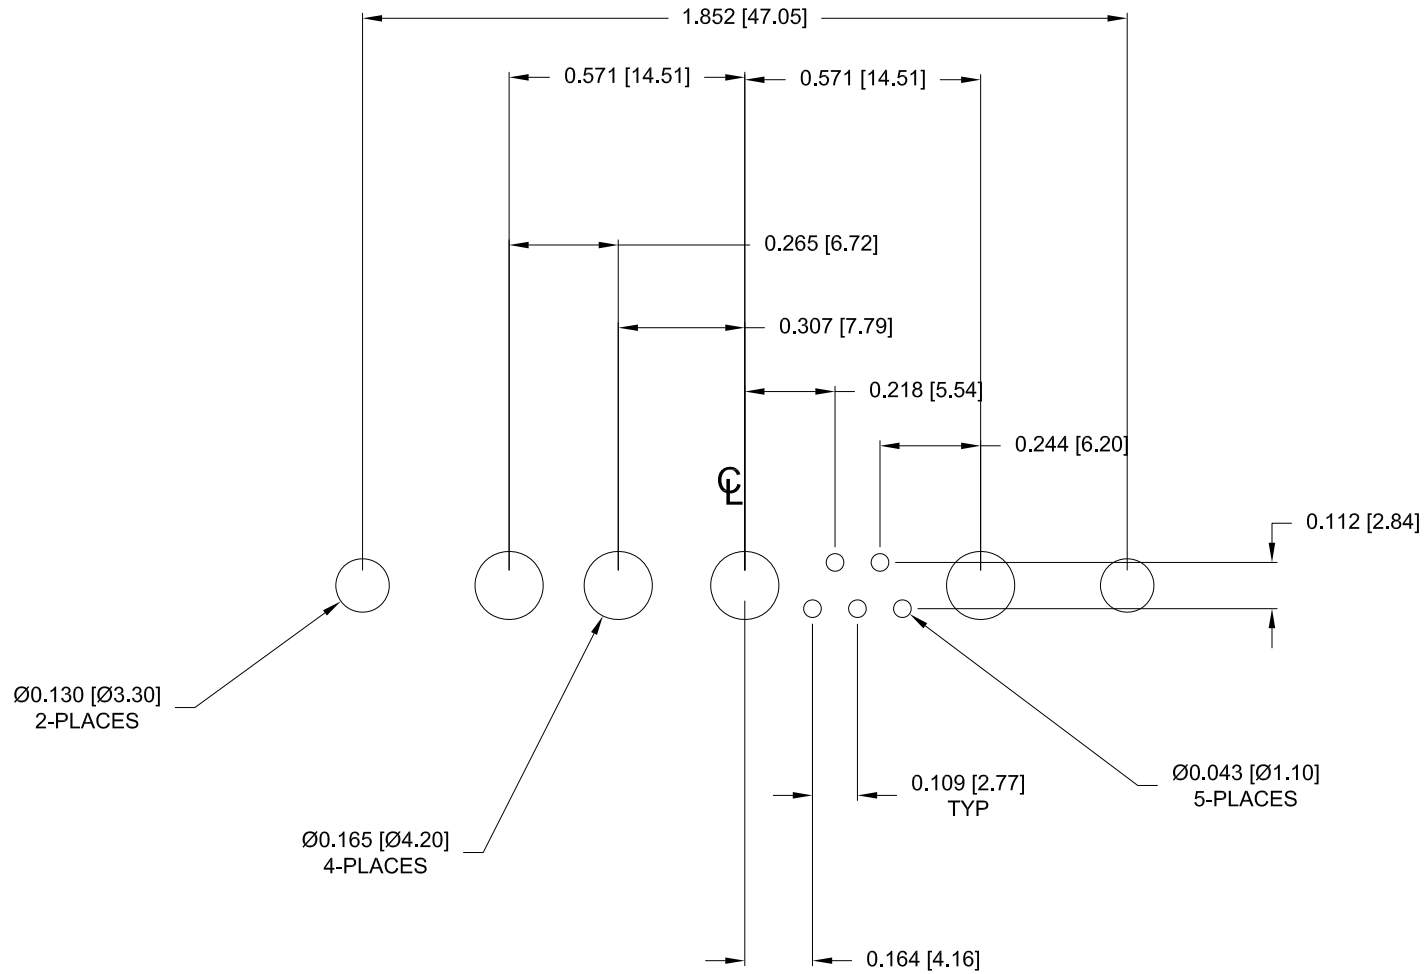 1.852 [47.05]
0.571 [14.51]
0.571 [14.51]
0.265 [6.72]
0.307 [7.79]
0.218 [5.54]
0.244 [6.20]
CL
0.112 [2.84]
Ø0.130 [Ø3.30]
2-PLACES
Ø0.043 [Ø1.10]
5-PLACES
0.109 [2.77]
TYP
Ø0.165 [Ø4.20]
4-PLACES
0.164 [4.16]